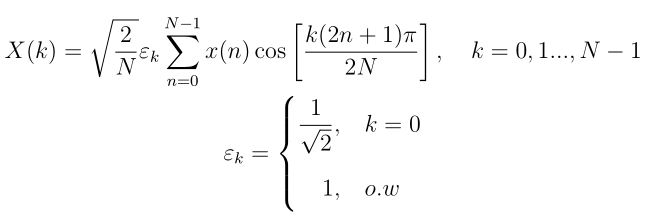 X(k) = \sqrt{\frac{2}{N}} \varepsilon_k \sum_{n=0}^{N-1} x(n) \cos \left[ \frac{k(2n+1)\pi}{2N} \right], \quad k = 0, 1 ..., N - 1
\varepsilon_k = \begin{cases} \frac{1}{\sqrt{2}}, & k = 0 \\ 1, & o.w \end{cases}